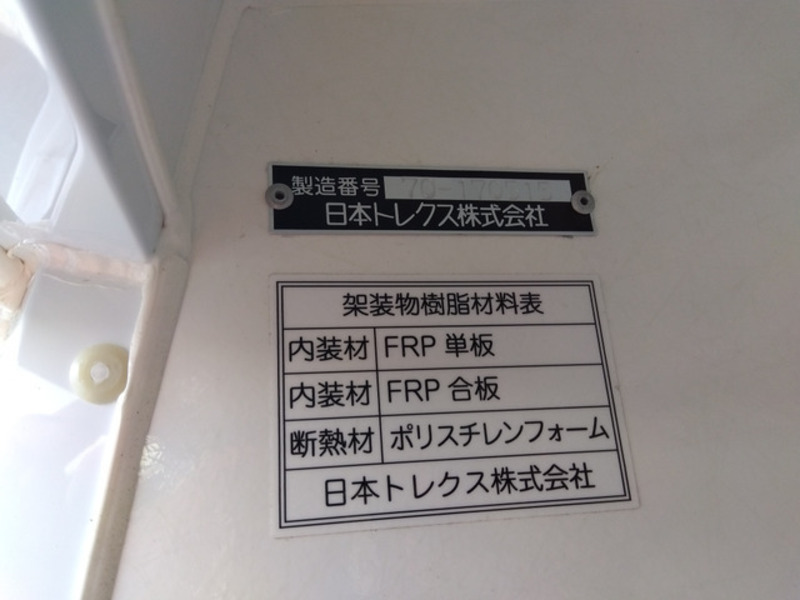 製造番号 79-170515
日本トレクス株式会社
架装物樹脂材料表
内装材 FRP 単板
内装材 FRP 合板
断熱材 ポリスチレンフォーム
日本トレクス株式会社